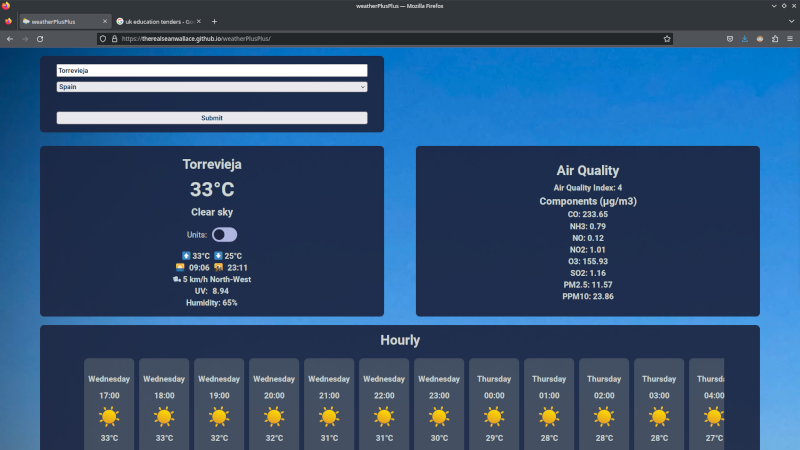 weatherPlusPlus — Mozilla Firefox
weatherPlusPlus
uk education tenders - Go
https://therealseanwallace.github.io/weatherPlusPlus/
Torrevieja
Spain
Submit
Torrevieja
33°C
Clear sky
Units:
33°C 25°C
09:06 23:11
5 km/h North-West
UV: 8.94
Humidity: 65%
Air Quality
Air Quality Index: 4
Components (µg/m3)
CO: 233.65
NH3: 0.79
NO: 0.12
NO2: 1.01
O3: 155.93
SO2: 1.16
PM2.5: 11.57
PPM10: 23.86
Hourly
Wednesday Wednesday Wednesday Wednesday Wednesday Wednesday Wednesday Thursday Thursday Thursday Thursday Thursd
17:00 18:00 19:00 20:00 21:00 22:00 23:00 00:00 01:00 02:00 03:00 04:00
33°C 33°C 32°C 32°C 31°C 31°C 30°C 29°C 28°C 28°C 28°C 27°C